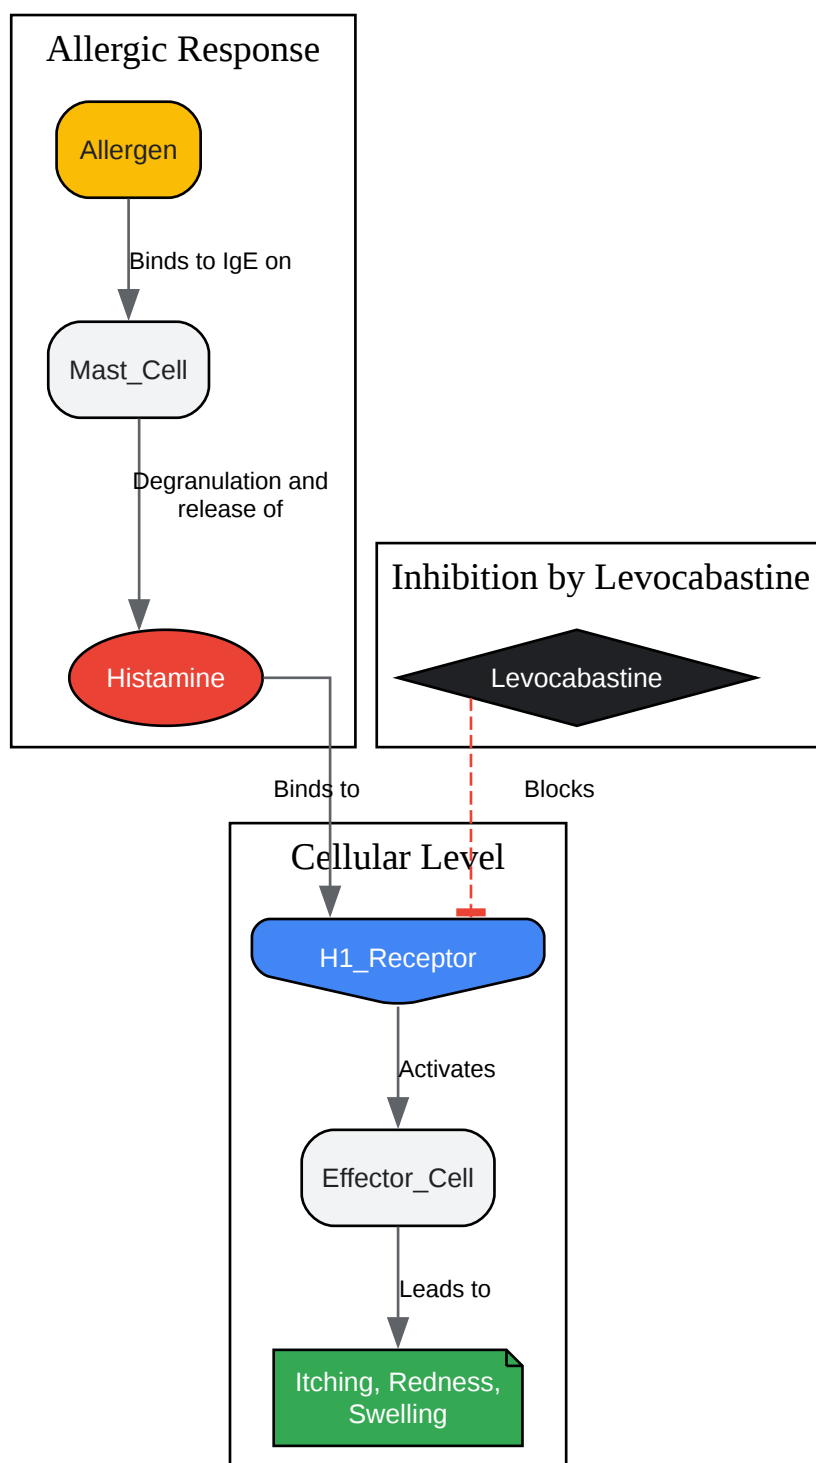 Allergic Response
Allergen
Binds to IgE on
Mast_Cell
Degranulation and
release of
Histamine
Inhibition by Levocabastine
Levocabastine
Binds to
Blocks
Cellular Level
H1_Receptor
Activates
Effector_Cell
Leads to
Itching, Redness,
Swelling